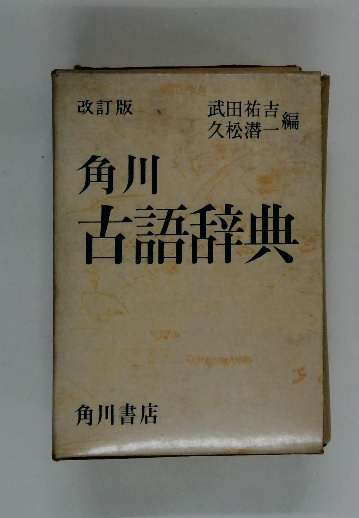 改訂版
武田祐吉
久松潜一
編
角川
古語辞典
角川書店